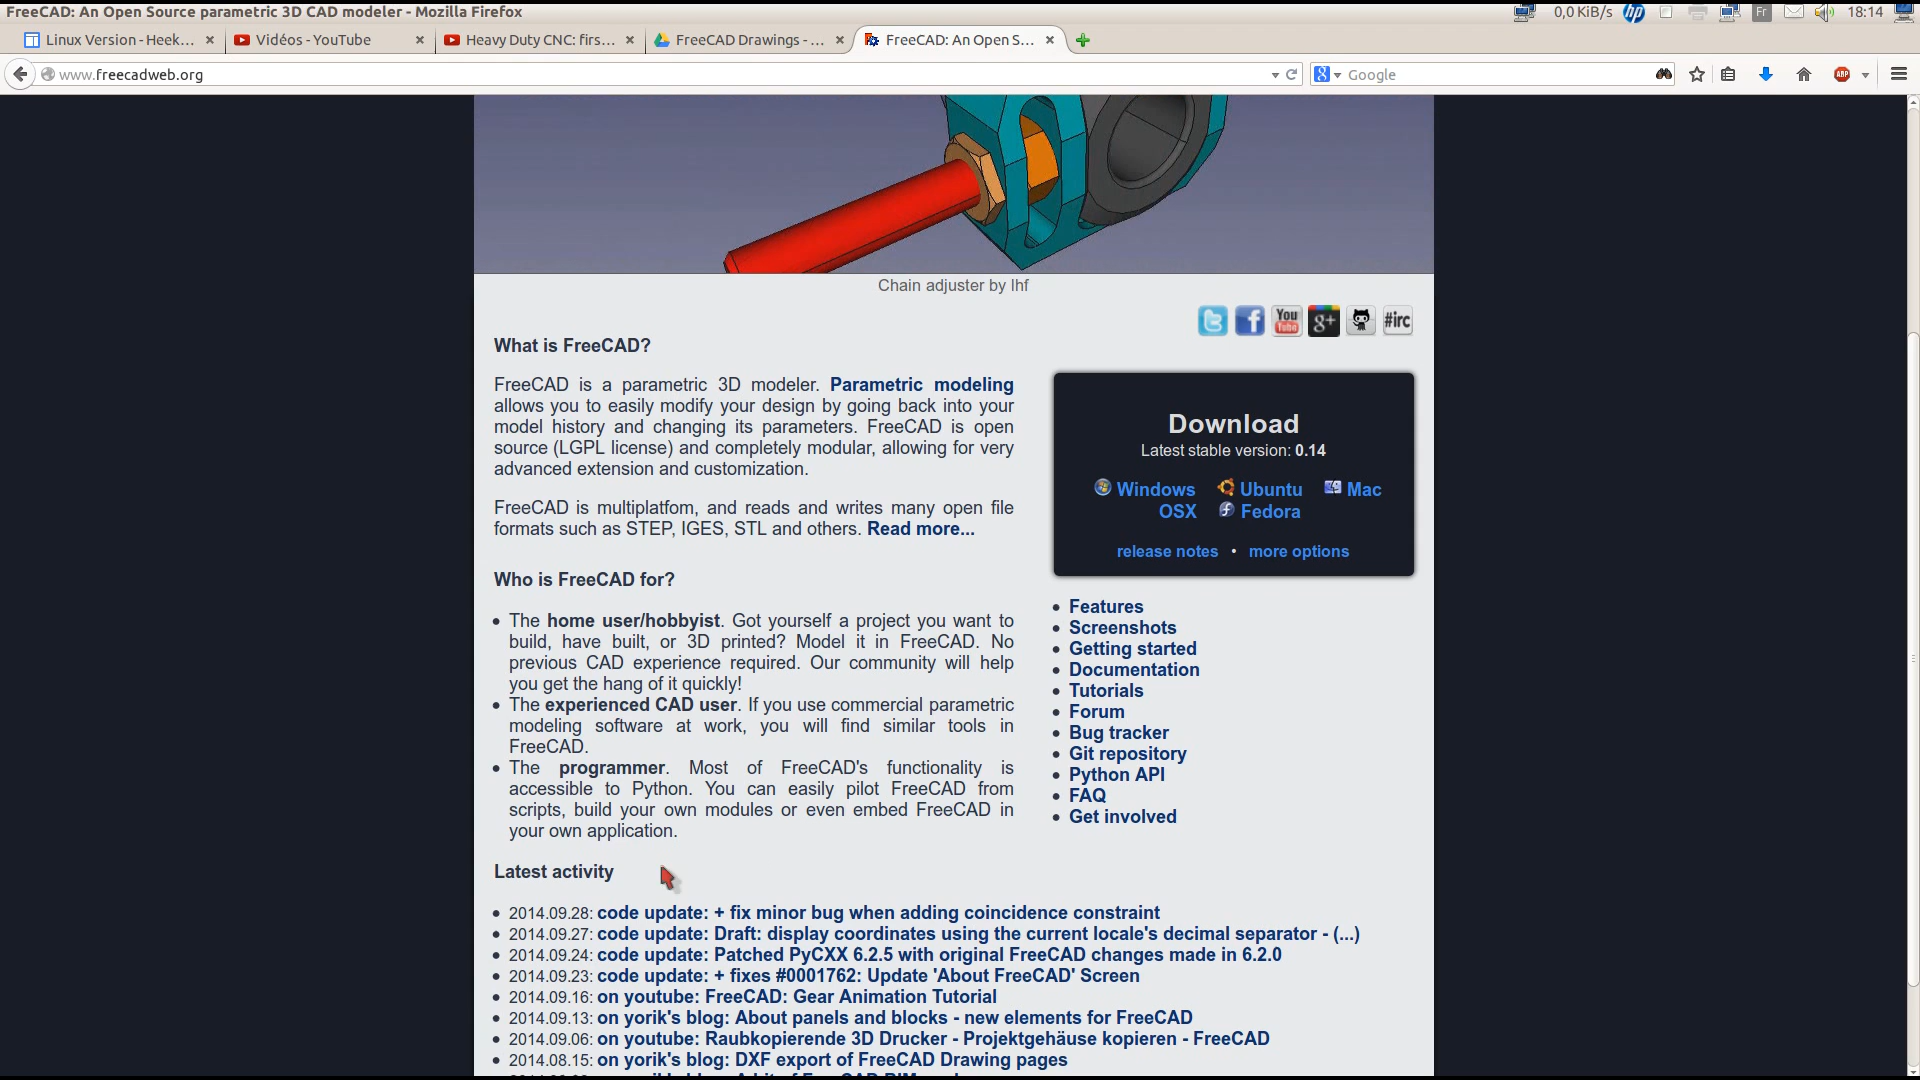 FreeCAD: An Open Source parametric 3D CAD modeler - Mozilla Firefox
0,0 KiB/s
hp
Fr
18:14
Linux Version - Heek...
Vidéos - YouTube
Heavy Duty CNC: firs...
FreeCAD Drawings - ...
FreeCAD: An Open S...
www.freecadweb.org
Google
ABP
Chain adjuster by lhf
You Tube
g+
#irc
What is FreeCAD?
FreeCAD is a parametric 3D modeler. Parametric modeling
allows you to easily modify your design by going back into your
model history and changing its parameters. FreeCAD is open
source (LGPL license) and completely modular, allowing for very
advanced extension and customization.
FreeCAD is multiplatfom, and reads and writes many open file
formats such as STEP, IGES, STL and others. Read more...
Who is FreeCAD for?
The home user/hobbyist. Got yourself a project you want to
build, have built, or 3D printed? Model it in FreeCAD. No
previous CAD experience required. Our community will help
you get the hang of it quickly!
The experienced CAD user. If you use commercial parametric
modeling software at work, you will find similar tools in
FreeCAD.
The programmer. Most of FreeCAD's functionality is
accessible to Python. You can easily pilot FreeCAD from
scripts, build your own modules or even embed FreeCAD in
your own application.
Download
Latest stable version: 0.14
Windows Ubuntu Mac
OSX Fedora
release notes • more options
Features
Screenshots
Getting started
Documentation
Tutorials
Forum
Bug tracker
Git repository
Python API
FAQ
Get involved
Latest activity
2014.09.28: code update: + fix minor bug when adding coincidence constraint
2014.09.27: code update: Draft: display coordinates using the current locale's decimal separator - (...)
2014.09.24: code update: Patched PyCXX 6.2.5 with original FreeCAD changes made in 6.2.0
2014.09.23: code update: + fixes #0001762: Update 'About FreeCAD' Screen
2014.09.16: on youtube: FreeCAD: Gear Animation Tutorial
2014.09.13: on yorik's blog: About panels and blocks - new elements for FreeCAD
2014.09.06: on youtube: Raubkopierende 3D Drucker - Projektgehäuse kopieren - FreeCAD
2014.08.15: on yorik's blog: DXF export of FreeCAD Drawing pages